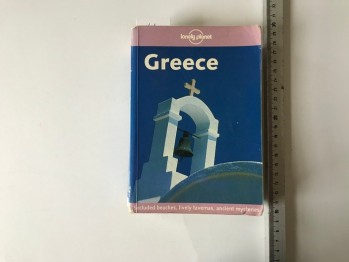 lonely planet
Greece
secluded beaches, lively tavernas, ancient mysteries